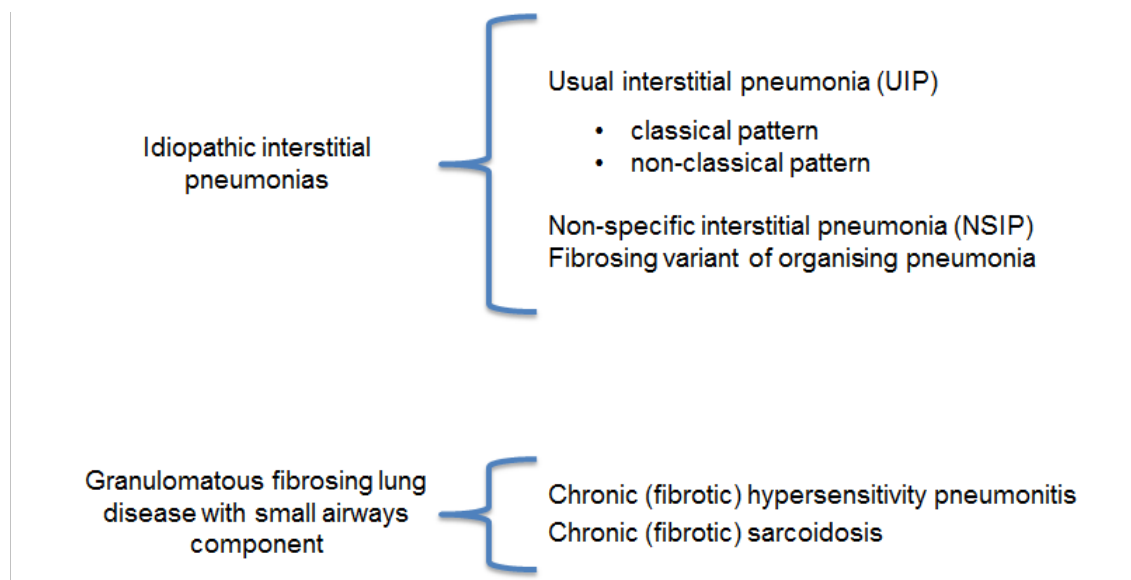 Idiopathic interstitial
pneumonias
Usual interstitial pneumonia (UIP)
• classical pattern
• non-classical pattern
Non-specific interstitial pneumonia (NSIP)
Fibrosing variant of organising pneumonia
Granulomatous fibrosing lung
disease with small airways
component
Chronic (fibrotic) hypersensitivity pneumonitis
Chronic (fibrotic) sarcoidosis